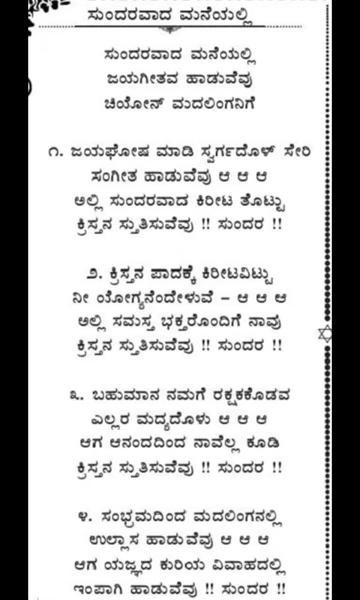 ಸುಂದರವಾದ ಮನೆಯಲ್ಲಿ
ಸುಂದರವಾದ ಮನೆಯಲ್ಲಿ
ಜಯಗೀತವ ಹಾಡುವೆವು
ಚಿಯೋನ್ ಮದಲಿಂಗನಿಗೆ
೧. ಜಯಘೋಷ ಮಾಡಿ ಸ್ವರ್ಗದೊಳ್ ಸೇರಿ
ಸಂಗೀತ ಹಾಡುವೆವು ಆ ಆ ಆ
ಅಲ್ಲಿ ಸುಂದರವಾದ ಕಿರೀಟ ತೊಟ್ಟು
ಕ್ರಿಸ್ತನ ಸ್ತುತಿಸುವೆವು !! ಸುಂದರ !!
೨. ಕ್ರಿಸ್ತನ ಪಾದಕ್ಕೆ ಕಿರೀಟವಿಟ್ಟು
ನೀ ಯೋಗ್ಯನೆಂದೇಳುವೆ – ಆ ಆ ಆ
ಅಲ್ಲಿ ಸಮಸ್ತ ಭಕ್ತರೊಂದಿಗೆ ನಾವು
ಕ್ರಿಸ್ತನ ಸ್ತುತಿಸುವೆವು !! ಸುಂದರ !!
೩. ಬಹುಮಾನ ನಮಗೆ ರಕ್ಷಕಕೊಡವ
ಎಲ್ಲರ ಮಧ್ಯದೊಳು ಆ ಆ ಆ
ಆಗ ಆನಂದದಿಂದ ನಾವೆಲ್ಲ ಕೂಡಿ
ಕ್ರಿಸ್ತನ ಸ್ತುತಿಸುವೆವು !! ಸುಂದರ !!
೪. ಸಂಭ್ರಮದಿಂದ ಮದಲಿಂಗನಲ್ಲಿ
ಉಲ್ಲಾಸ ಹಾಡುವೆವು ಆ ಆ ಆ
ಆಗ ಯಜ್ಞದ ಕುರಿಯ ವಿವಾಹದಲ್ಲಿ
ಇಂಪಾಗಿ ಹಾಡುವೆವು !! ಸುಂದರ !!